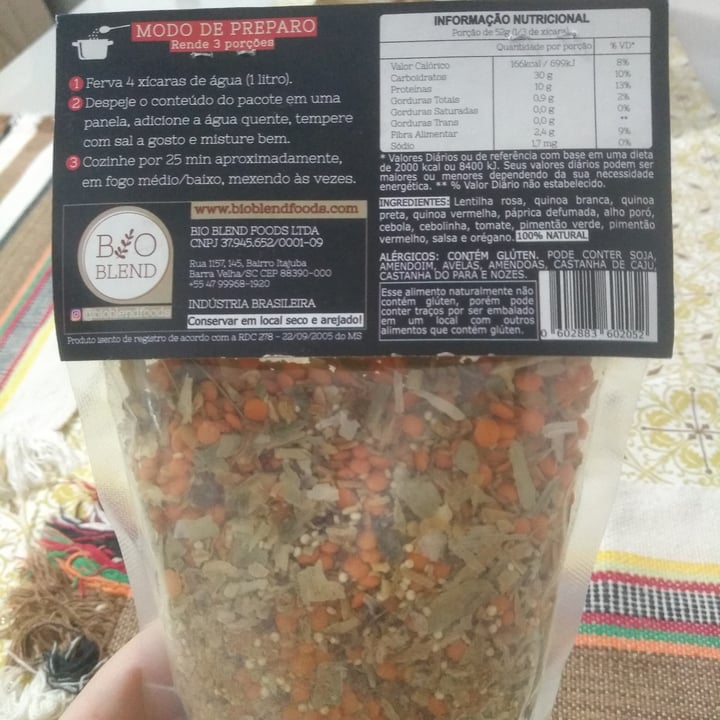 MODO DE PREPARO
Rende 3 porções
1 Ferva 4 xícaras de água (1 litro).
2 Despeje o conteúdo do pacote em uma
panela, adicione a água quente, tempere
com sal a gosto e misture bem.
3 Cozinhe por 25 min aproximadamente,
em fogo médio/baixo, mexendo às vezes.
www.bioblendfoods.com
BIO
BLEND
@bioblendfoods
BIO BLEND FOODS LTDA
CNPJ 37.945.652/0001-09
Rua 1157, 145, Bairro Itajuba
Barra Velha/SC CEP 88390-000
+55 47 99968-1920
INDÚSTRIA BRASILEIRA
Conservar em local seco e arejado!
Produto isento de registro de acordo com a RDC 278 - 22/09/2005 do MS
INFORMAÇÃO NUTRICIONAL
Porção de 52g (1/3 de xícara)
Quantidade por porção % VD*
Valor Calórico 166kcal / 699kJ 8%
Carboidratos 30 g 10%
Proteínas 10 g 13%
Gorduras Totais 0,9 g 2%
Gorduras Saturadas 0,0 g 0%
Gorduras Trans 0,0 g **
Fibra Alimentar 2,4 g 9%
Sódio 1,7 mg 0%
* Valores Diários ou de referência com base em uma dieta
de 2000 kcal ou 8400 kJ. Seus valores diários podem ser
maiores ou menores dependendo da sua necessidade
energética. ** % Valor Diário não estabelecido.
INGREDIENTES: Lentilha rosa, quinoa branca, quinoa
preta, quinoa vermelha, páprica defumada, alho poró,
cebola, cebolinha, tomate, pimentão verde, pimentão
vermelho, salsa e orégano. 100% NATURAL
ALÉRGICOS: CONTÉM GLÚTEN. PODE CONTER SOJA,
AMENDOIM, AVELÃS, AMÊNDOAS, CASTANHA DE CAJU,
CASTANHA DO PARÁ E NOZES.
Esse alimento naturalmente não
contém glúten, porém pode
conter traços por ser embalado
em um local com outros
alimentos que contém glúten.
0 602883 602052